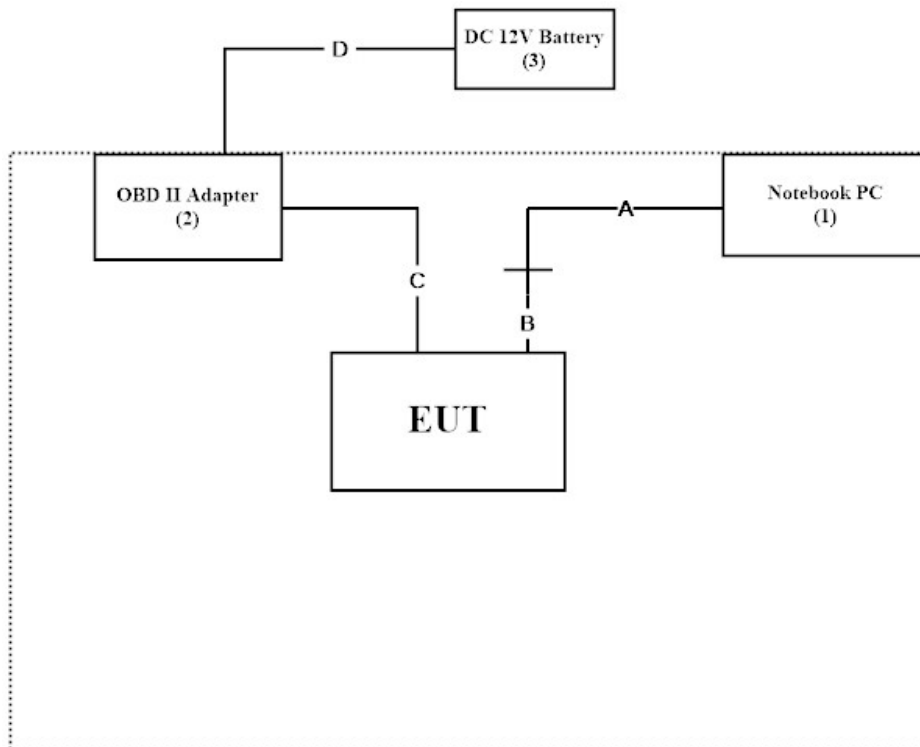 DC 12V Battery
(3)
D
OBD II Adapter
(2)
Notebook PC
(1)
A
C
B
EUT